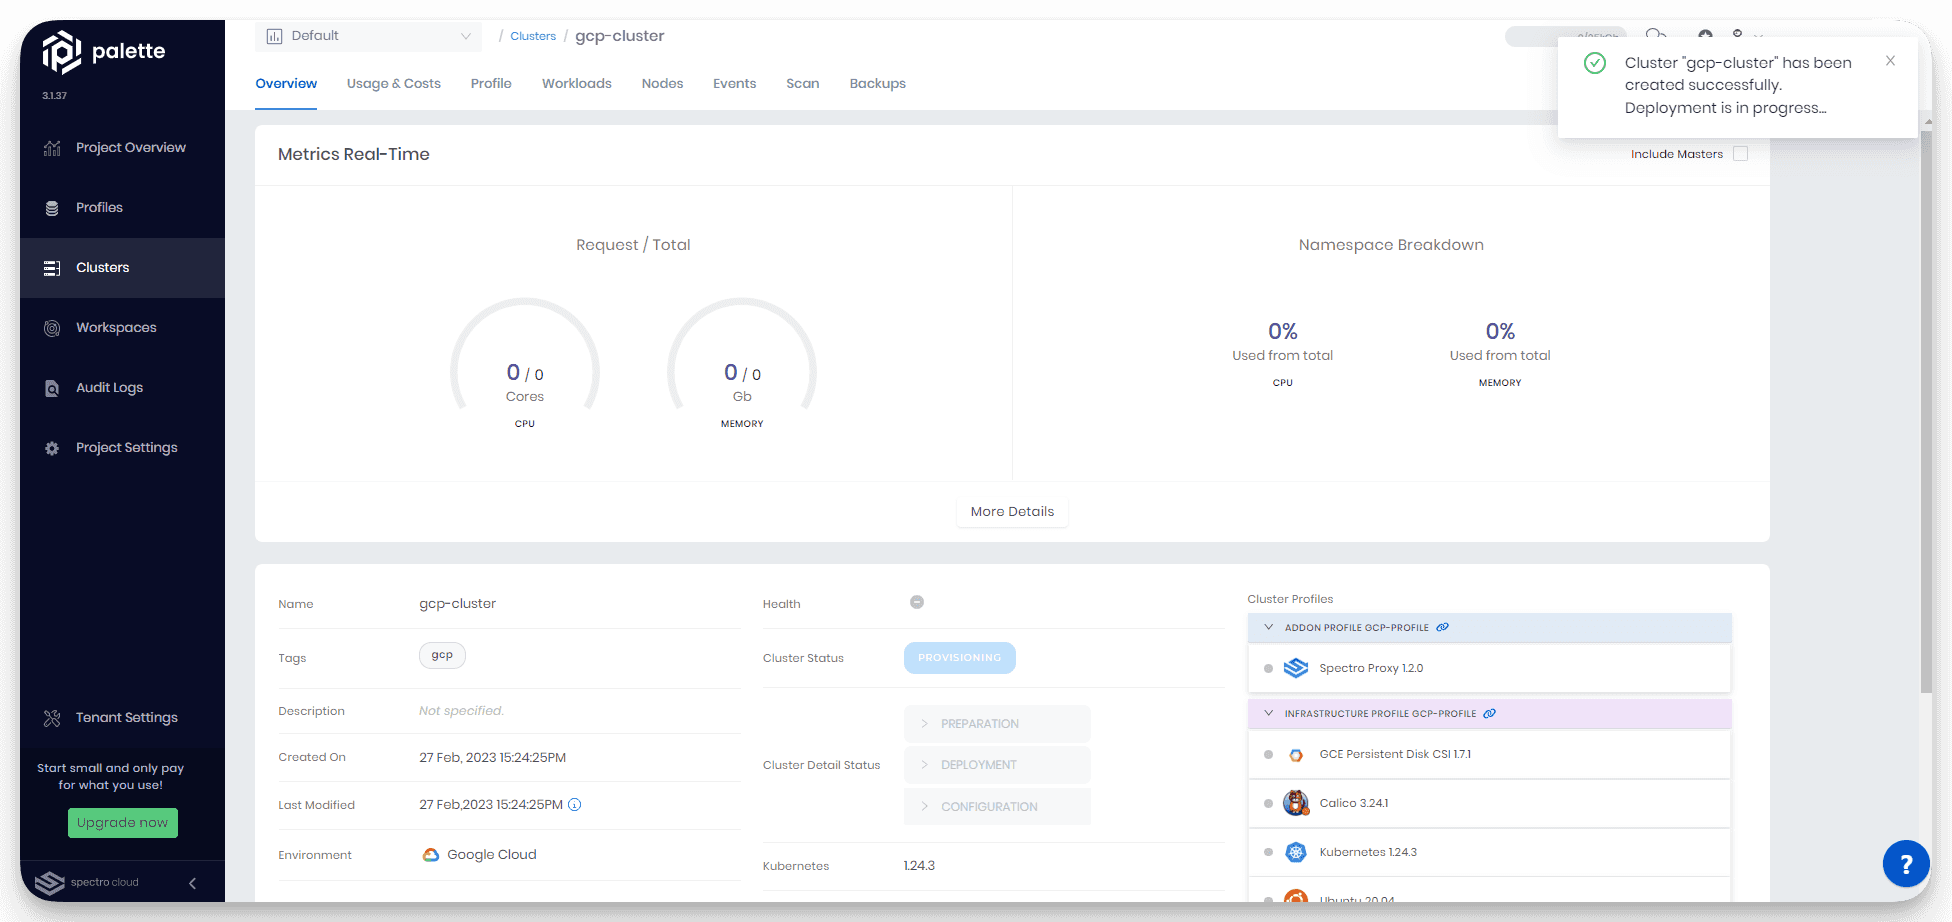 palette
3.1.37
Project Overview
Profiles
Clusters
Workspaces
Audit Logs
Project Settings
Tenant Settings
Start small and only pay
for what you use!
Upgrade now
spectro cloud
Default
/ Clusters / gcp-cluster
Overview
Usage & Costs
Profile
Workloads
Nodes
Events
Scan
Backups
Cluster "gcp-cluster" has been
created successfully.
Deployment is in progress...
Metrics Real-Time
Include Masters
Request / Total
0 / 0
Cores
CPU
0 / 0
Gb
MEMORY
Namespace Breakdown
0%
Used from total
CPU
0%
Used from total
MEMORY
More Details
Name
gcp-cluster
Tags
gcp
Description
Not specified.
Created On
27 Feb, 2023 15:24:25PM
Last Modified
27 Feb,2023 15:24:25PM
Environment
Google Cloud
Health
Cluster Status
PROVISIONING
Cluster Detail Status
PREPARATION
DEPLOYMENT
CONFIGURATION
Kubernetes
1.24.3
Cluster Profiles
ADDON PROFILE GCP-PROFILE
Spectro Proxy 1.2.0
INFRASTRUCTURE PROFILE GCP-PROFILE
GCE Persistent Disk CSI 1.7.1
Calico 3.24.1
Kubernetes 1.24.3
Ubuntu 20.04
?